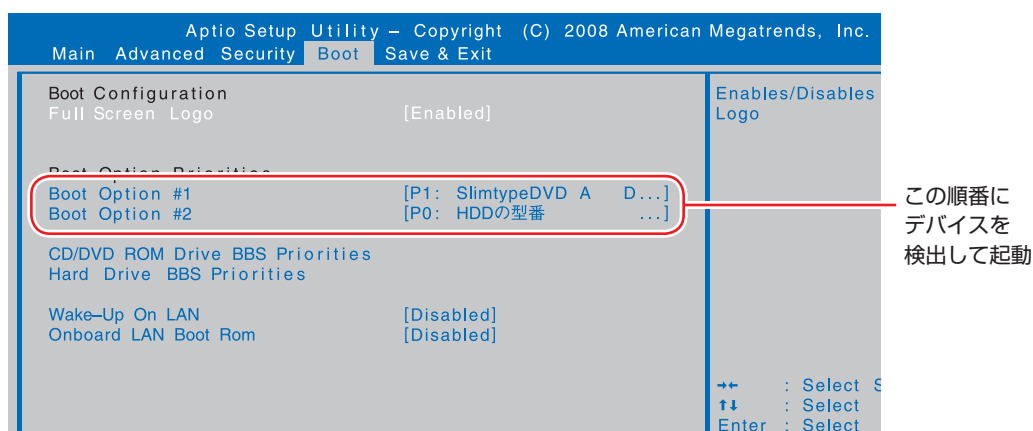 Aptio Setup Utility – Copyright (C) 2008 American Megatrends, Inc.
Main Advanced Security Boot Save & Exit
Boot Configuration
Full Screen Logo [Enabled]
Boot Option Priorities
Boot Option #1 [P1: SlimtypeDVD A D...]
Boot Option #2 [P0: HDDの型番 ...]
CD/DVD ROM Drive BBS Priorities
Hard Drive BBS Priorities
Wake–Up On LAN [Disabled]
Onboard LAN Boot Rom [Disabled]
Enables/Disables
Logo
→← : Select S
↑↓ : Select
Enter : Select
この順番に
デバイスを
検出して起動